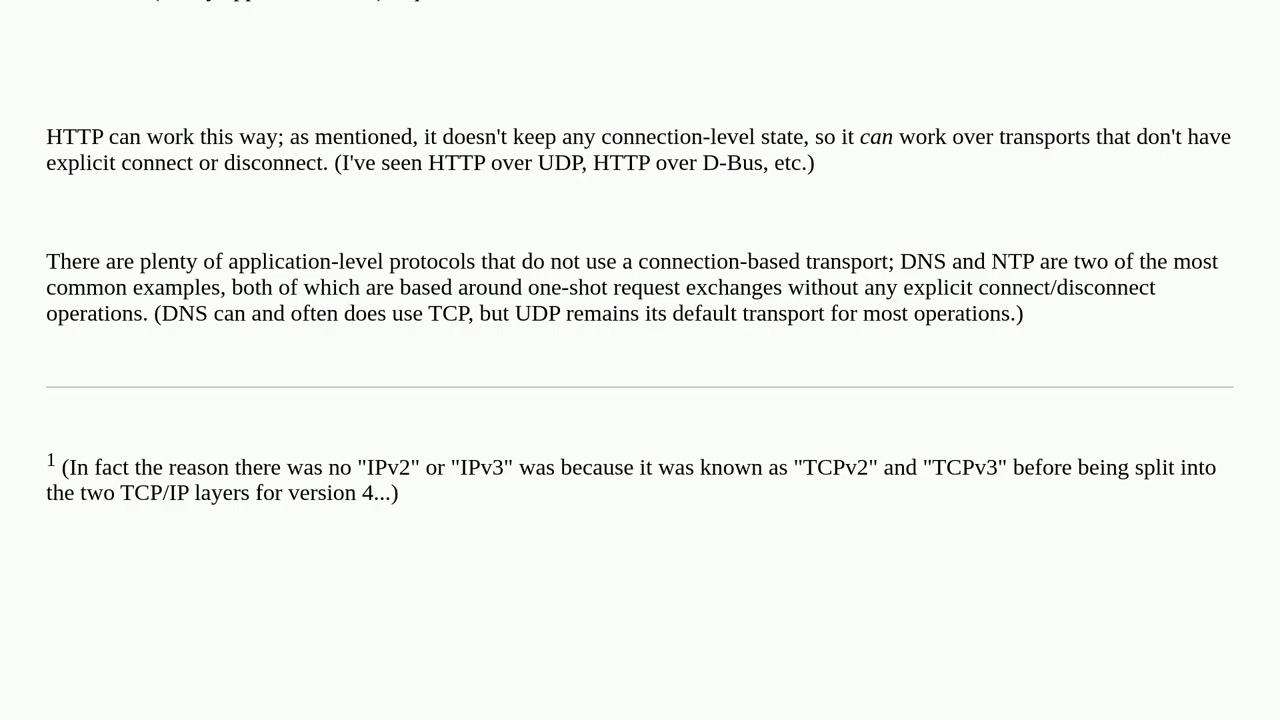 HTTP can work this way; as mentioned, it doesn't keep any connection-level state, so it can work over transports that don't have
explicit connect or disconnect. (I've seen HTTP over UDP, HTTP over D-Bus, etc.)
There are plenty of application-level protocols that do not use a connection-based transport; DNS and NTP are two of the most
common examples, both of which are based around one-shot request exchanges without any explicit connect/disconnect
operations. (DNS can and often does use TCP, but UDP remains its default transport for most operations.)
1 (In fact the reason there was no "IPv2" or "IPv3" was because it was known as "TCPv2" and "TCPv3" before being split into
the two TCP/IP layers for version 4...)